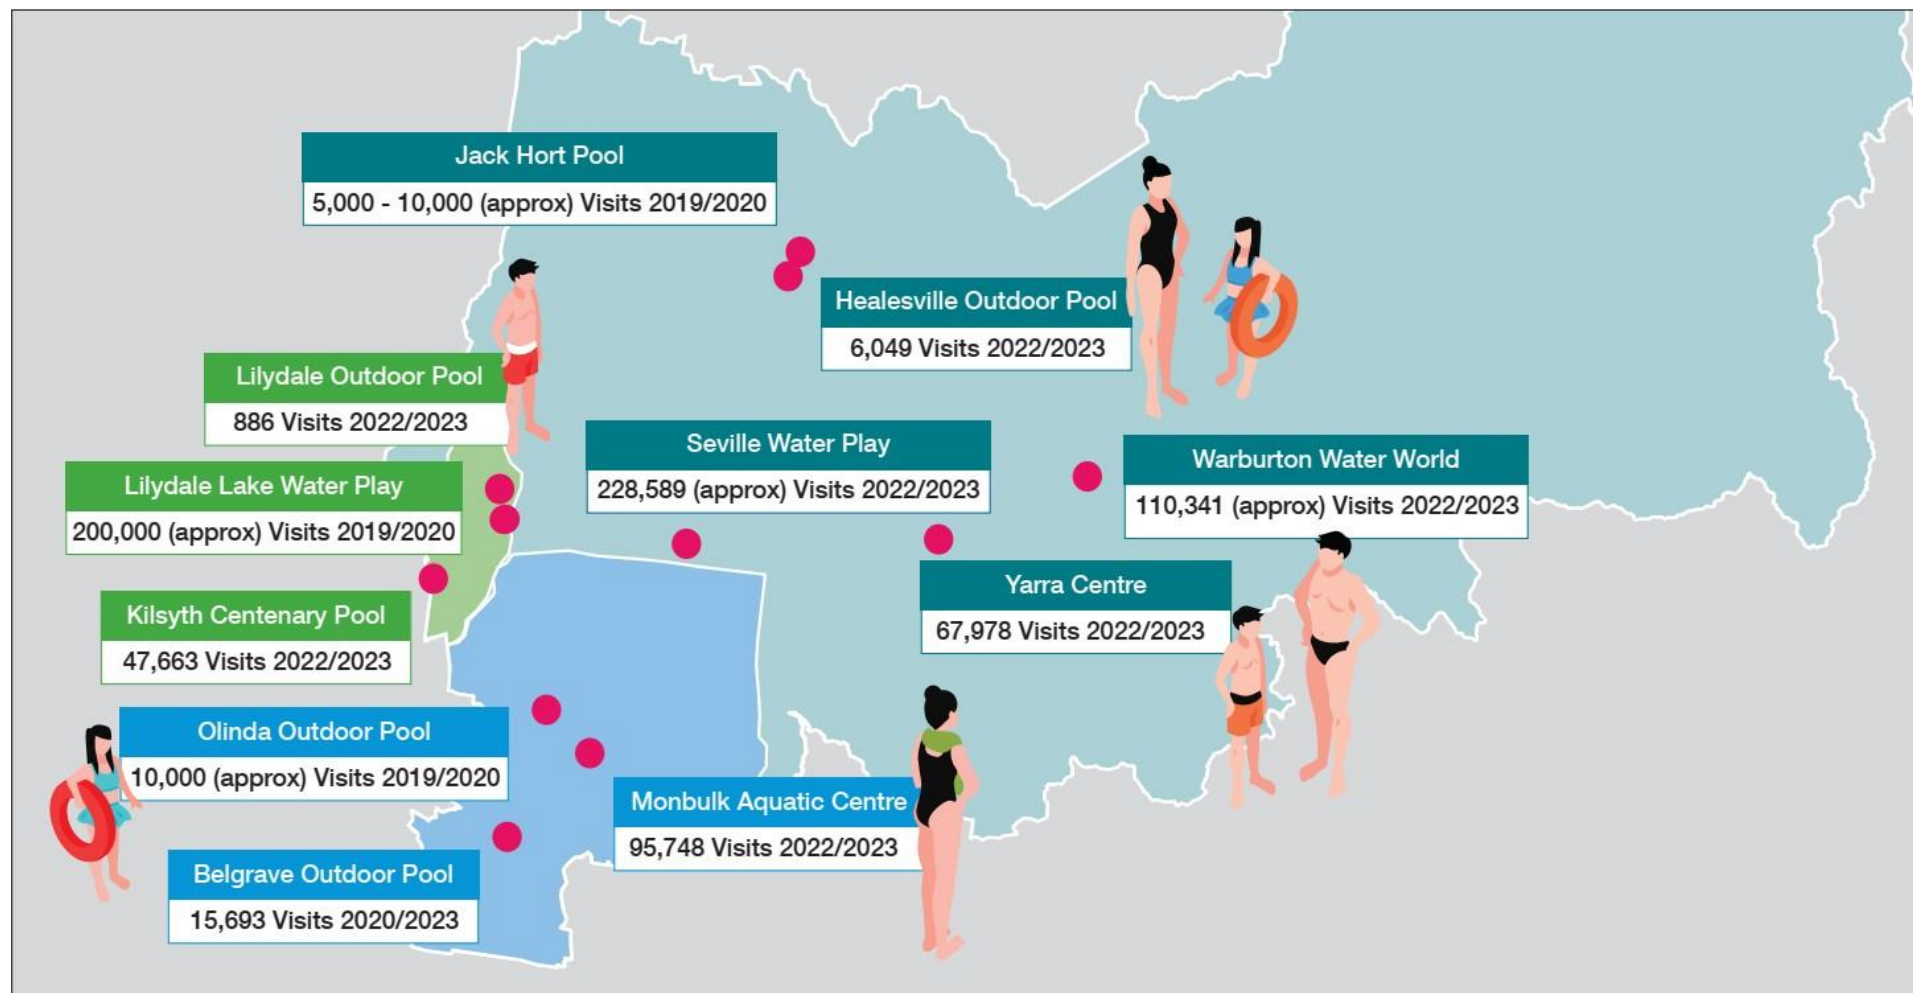 Jack Hort Pool
5,000 - 10,000 (approx) Visits 2019/2020
Healesville Outdoor Pool
6,049 Visits 2022/2023
Lilydale Outdoor Pool
886 Visits 2022/2023
Seville Water Play
228,589 (approx) Visits 2022/2023
Warburton Water World
110,341 (approx) Visits 2022/2023
Lilydale Lake Water Play
200,000 (approx) Visits 2019/2020
Yarra Centre
67,978 Visits 2022/2023
Kilsyth Centenary Pool
47,663 Visits 2022/2023
Olinda Outdoor Pool
10,000 (approx) Visits 2019/2020
Monbulk Aquatic Centre
95,748 Visits 2022/2023
Belgrave Outdoor Pool
15,693 Visits 2020/2023